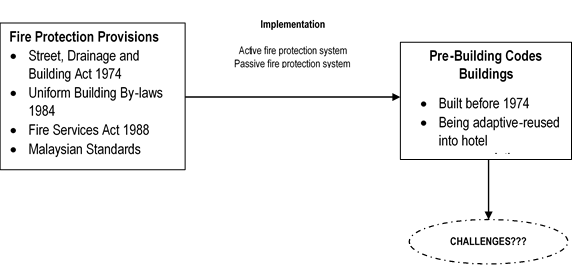 Fire Protection Provisions
• Street, Drainage and
Building Act 1974
• Uniform Building By-laws
1984
• Fire Services Act 1988
• Malaysian Standards
Implementation
Active fire protection system
Passive fire protection system
Pre-Building Codes
Buildings
• Built before 1974
• Being adaptive-reused
into hotel
CHALLENGES???